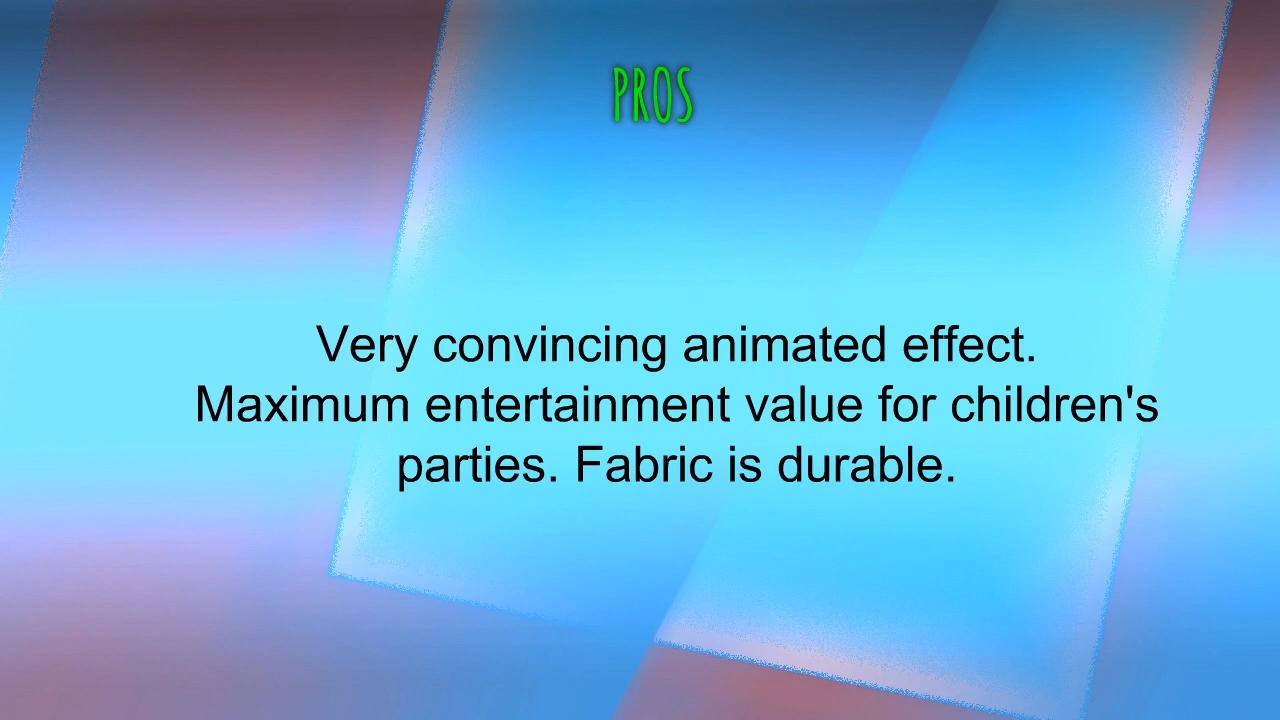 PROS
Very convincing animated effect.
Maximum entertainment value for children's
parties. Fabric is durable.